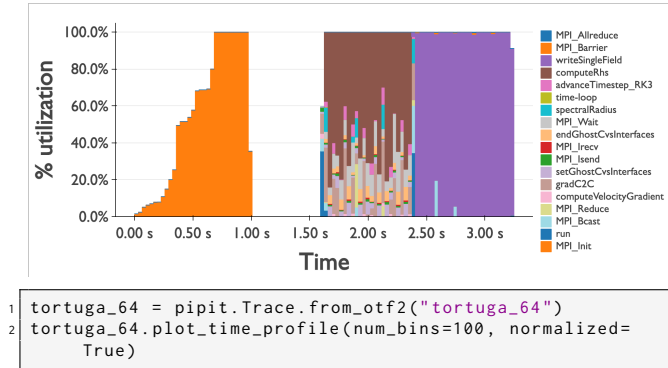 100.0%
80.0%
60.0%
40.0%
20.0%
0.0%
% utilization
0.00 s 0.50 s 1.00 s 1.50 s 2.00 s 2.50 s 3.00 s
Time
MPI_Allreduce
MPI_Barrier
writeSingleField
computeRhs
advanceTimestep_RK3
time-loop
spectralRadius
MPI_Wait
endGhostCvsInterfaces
MPI_Irecv
MPI_Isend
setGhostCvsInterfaces
gradC2C
computeVelocityGradient
MPI_Reduce
MPI_Bcast
run
MPI_Init
1 tortuga_64 = pipit.Trace.from_otf2("tortuga_64")
2 tortuga_64.plot_time_profile(num_bins=100, normalized=
True)